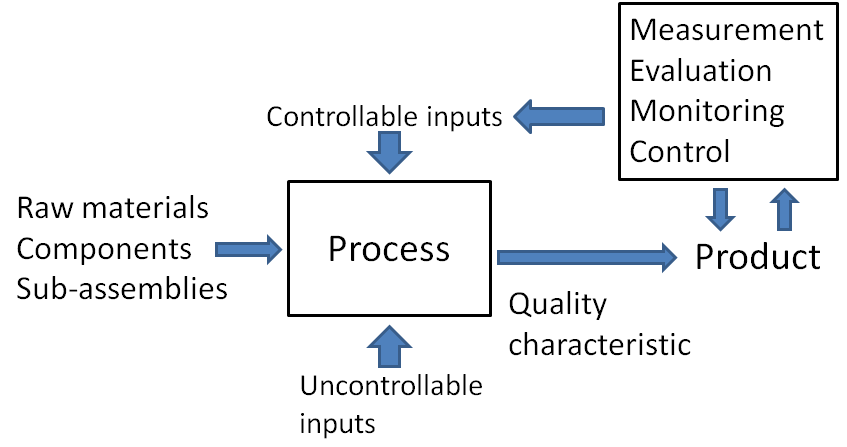 Measurement
Evaluation
Monitoring
Control
Controllable inputs
Raw materials
Components
Sub-assemblies
Process
Product
Quality
characteristic
Uncontrollable
inputs